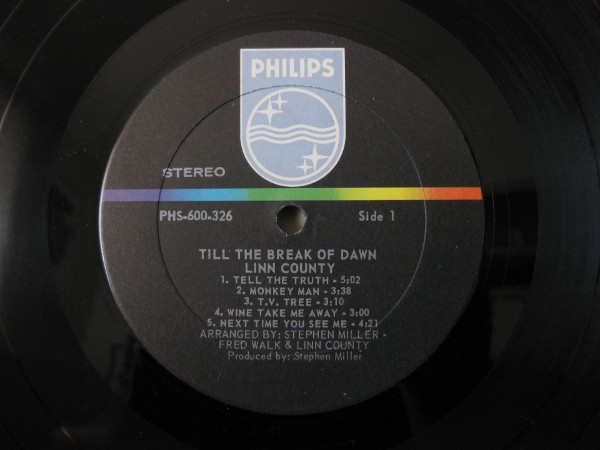 PHILIPS
STEREO
PHS-600-326 Side 1
TILL THE BREAK OF DAWN
LINN COUNTY
1. TELL THE TRUTH - 5:02
2. MONKEY MAN - 3:38
3. T.V. TREE - 3:10
4. WINE TAKE ME AWAY - 3:00
5. NEXT TIME YOU SEE ME - 4:21
ARRANGED BY: STEPHEN MILLER -
FRED WALK & LINN COUNTY
Produced by: Stephen Miller